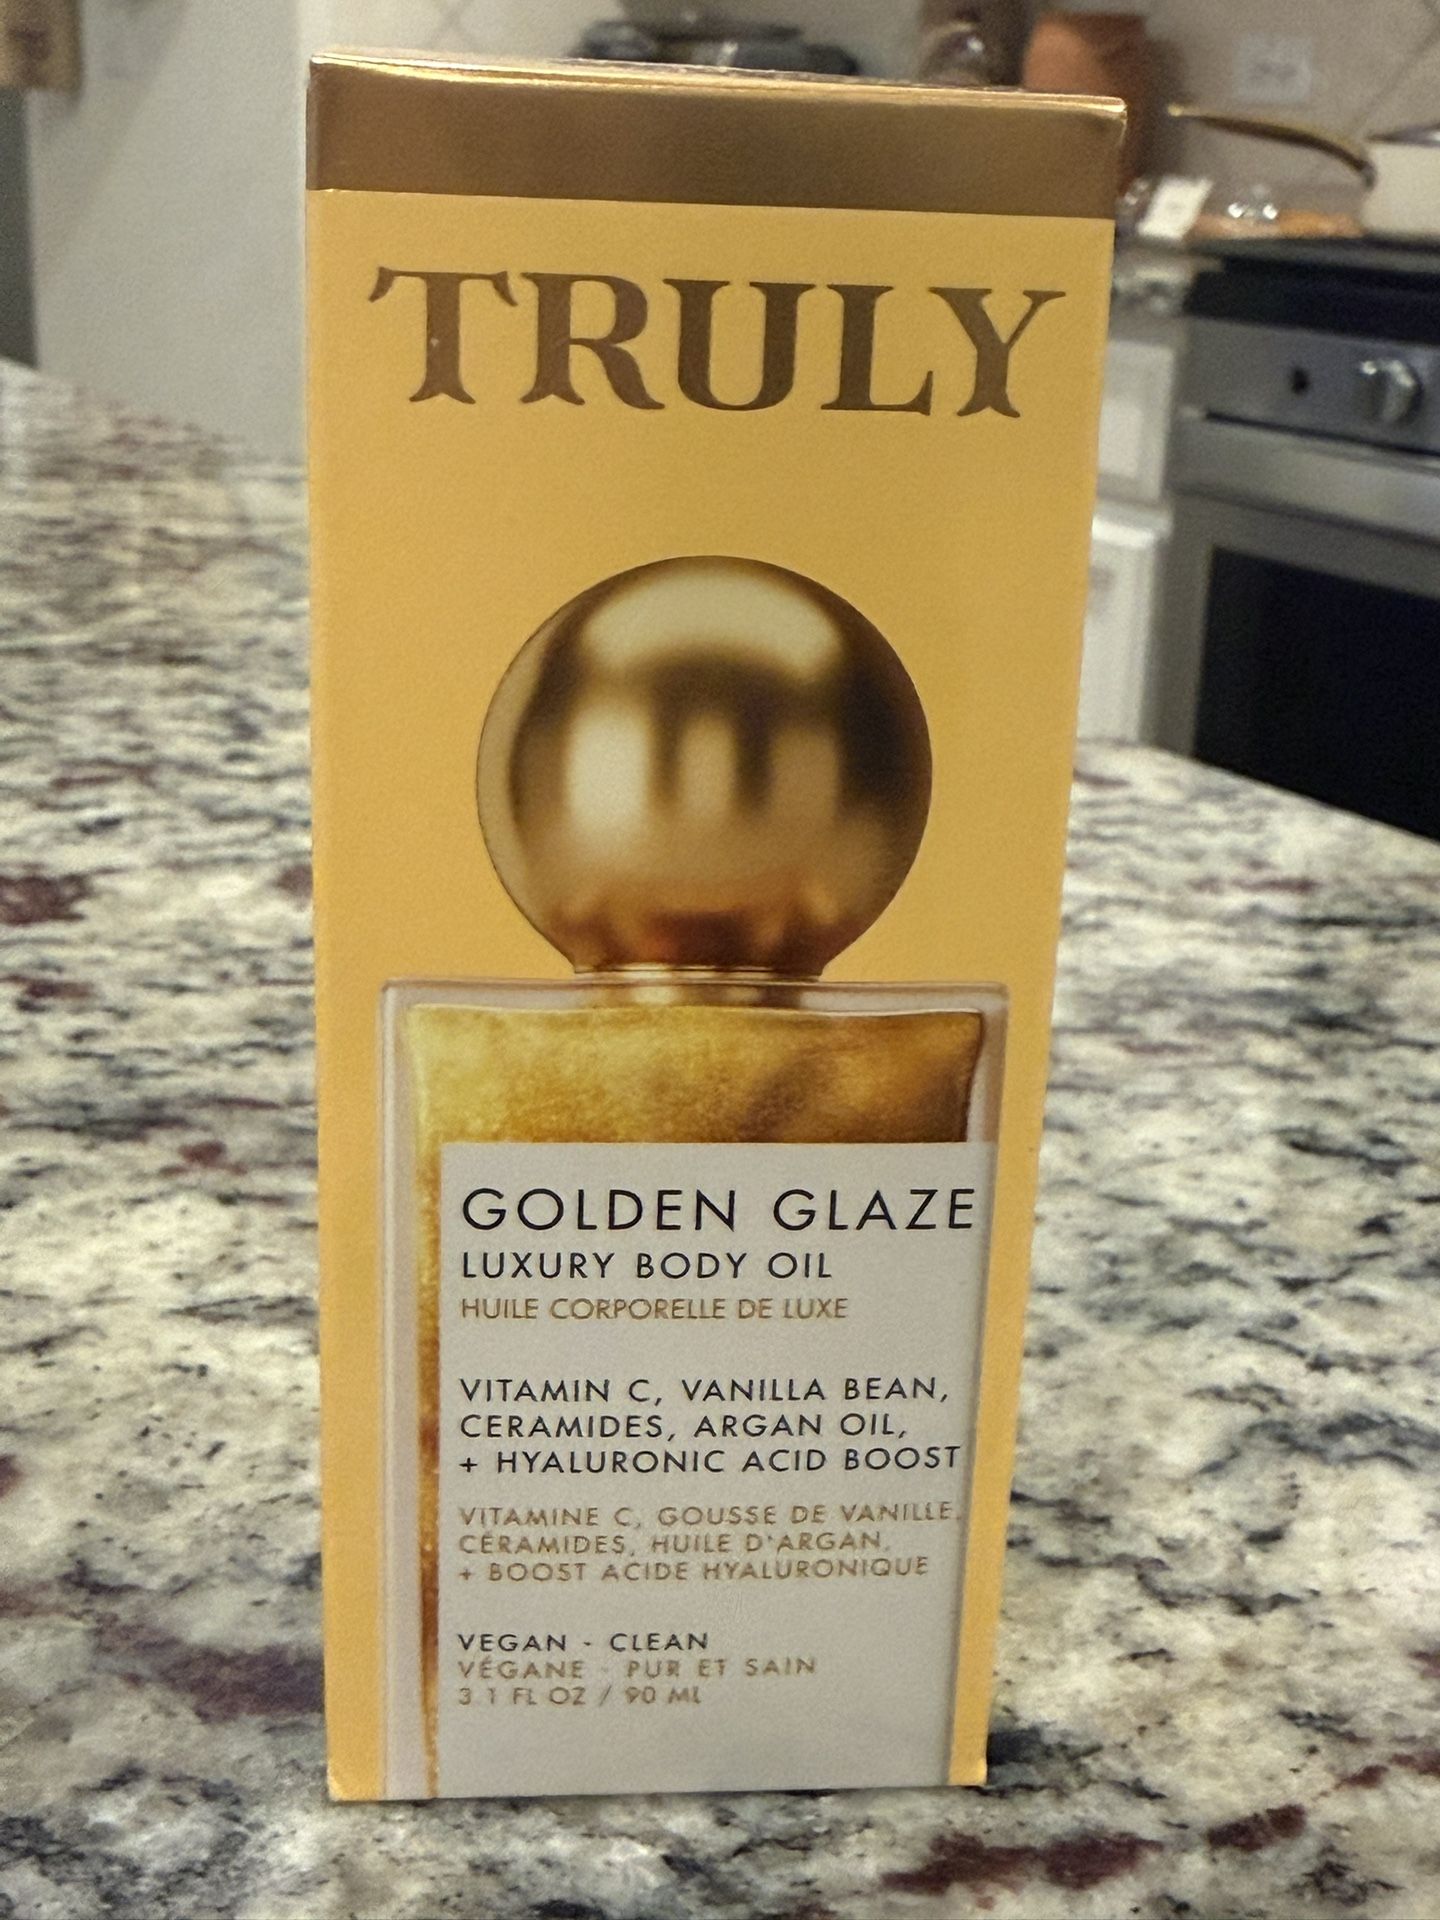 TRULY
GOLDEN GLAZE
LUXURY BODY OIL
HUILE CORPORELLE DE LUXE
VITAMIN C, VANILLA BEAN,
CERAMIDES, ARGAN OIL,
+ HYALURONIC ACID BOOST
VITAMINE C, GOUSSE DE VANILLE,
CÉRAMIDES, HUILE D'ARGAN,
+ BOOST ACIDE HYALURONIQUE
VEGAN - CLEAN
VÉGANE - PUR ET SAIN
3.1 FL OZ / 90 ML